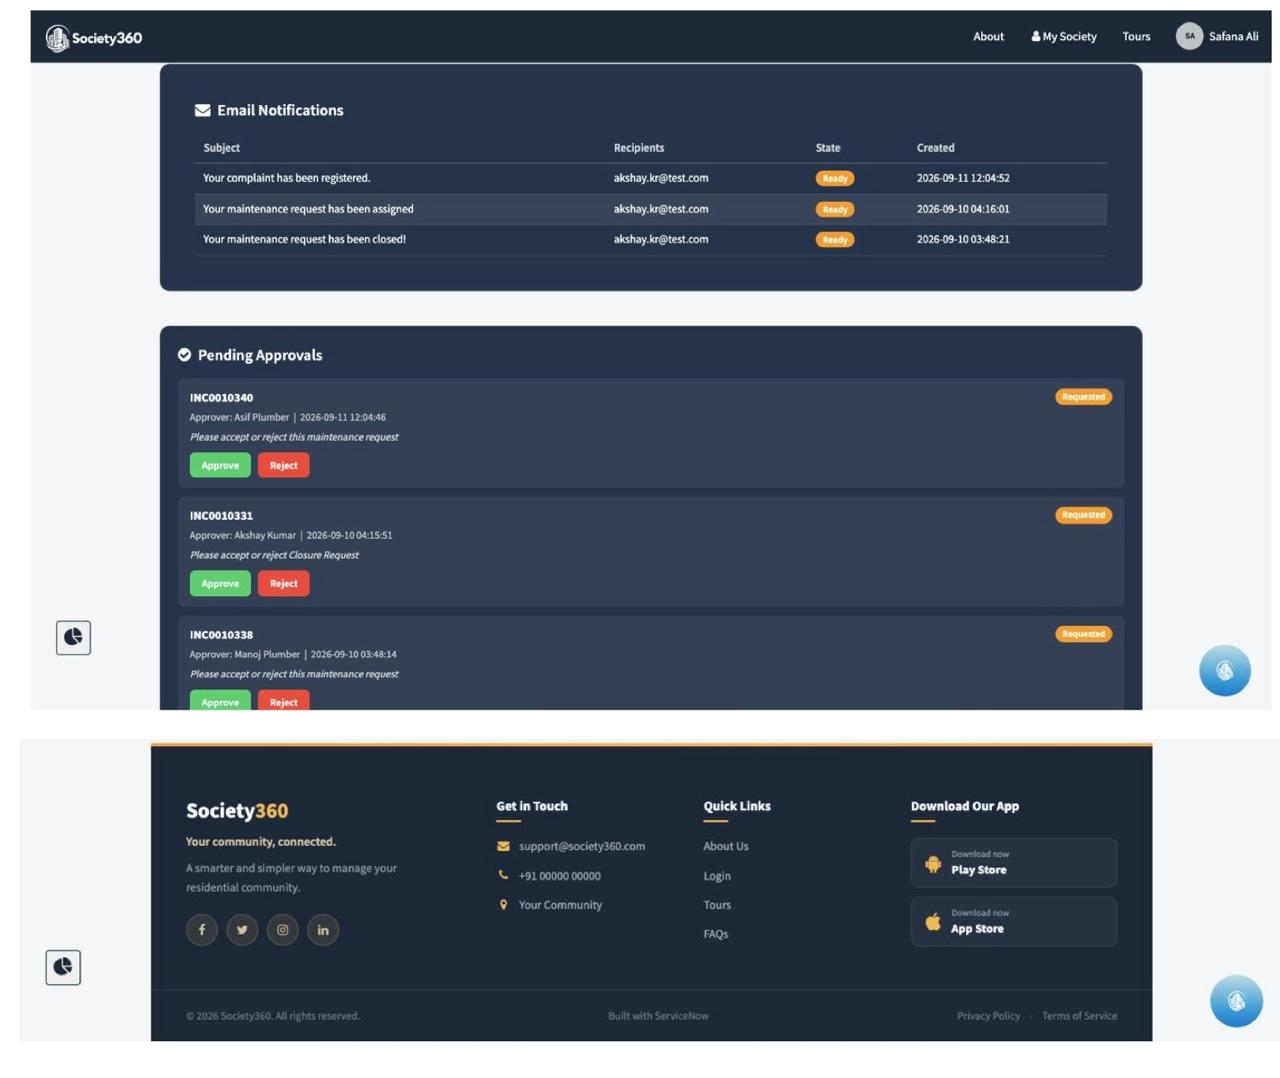 Society360
About My Society Tours SA Safana Ali
Email Notifications
Subject Recipients State Created
Your complaint has been registered. akshay.kr@test.com Ready 2026-09-11 12:04:52
Your maintenance request has been assigned akshay.kr@test.com Ready 2026-09-10 04:16:01
Your maintenance request has been closed! akshay.kr@test.com Ready 2026-09-10 03:48:21
Pending Approvals
INC0010340 Requested
Approver: Asif Plumber | 2026-09-11 12:04:46
Please accept or reject this maintenance request
Approve Reject
INC0010331 Requested
Approver: Akshay Kumar | 2026-09-10 04:15:51
Please accept or reject Closure Request
Approve Reject
INC0010338 Requested
Approver: Manoj Plumber | 2026-09-10 03:48:14
Please accept or reject this maintenance request
Approve Reject
Society360
Your community, connected.
A smarter and simpler way to manage your
residential community.
Get in Touch
support@society360.com
+91 00000 00000
Your Community
Quick Links
About Us
Login
Tours
FAQs
Download Our App
Download now
Play Store
Download now
App Store
© 2026 Society360. All rights reserved. Built with ServiceNow Privacy Policy · Terms of Service